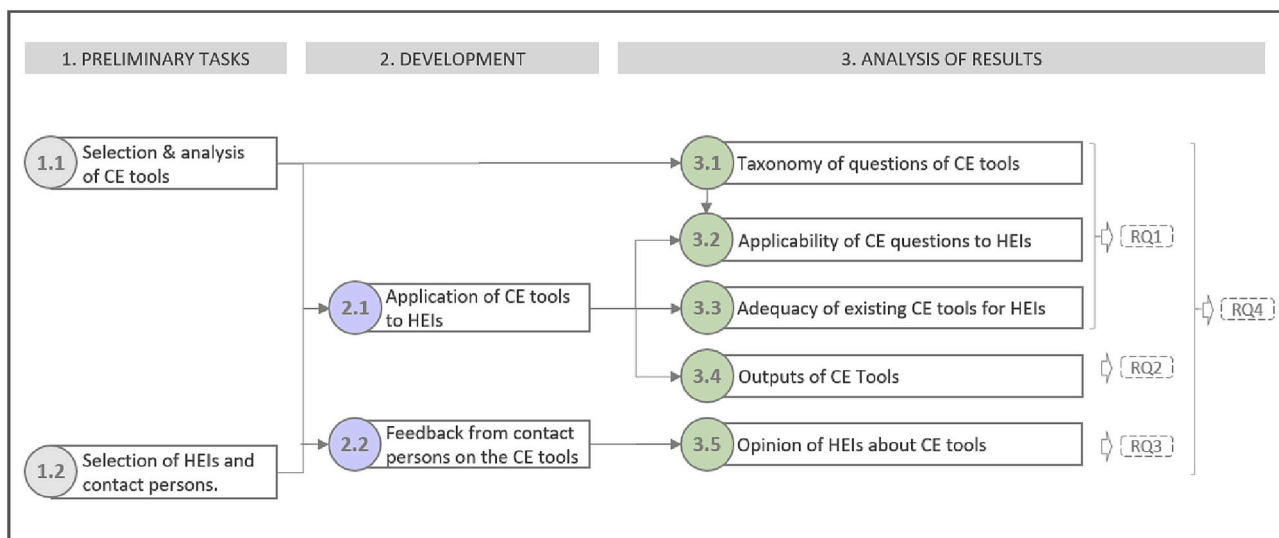 1. PRELIMINARY TASKS
2. DEVELOPMENT
3. ANALYSIS OF RESULTS
1.1
Selection & analysis
of CE tools
1.2
Selection of HEIs and
contact persons.
2.1
Application of CE tools
to HEIs
2.2
Feedback from contact
persons on the CE tools
3.1
Taxonomy of questions of CE tools
3.2
Applicability of CE questions to HEIs
3.3
Adequacy of existing CE tools for HEIs
3.4
Outputs of CE Tools
3.5
Opinion of HEIs about CE tools
RQ1
RQ2
RQ3
RQ4